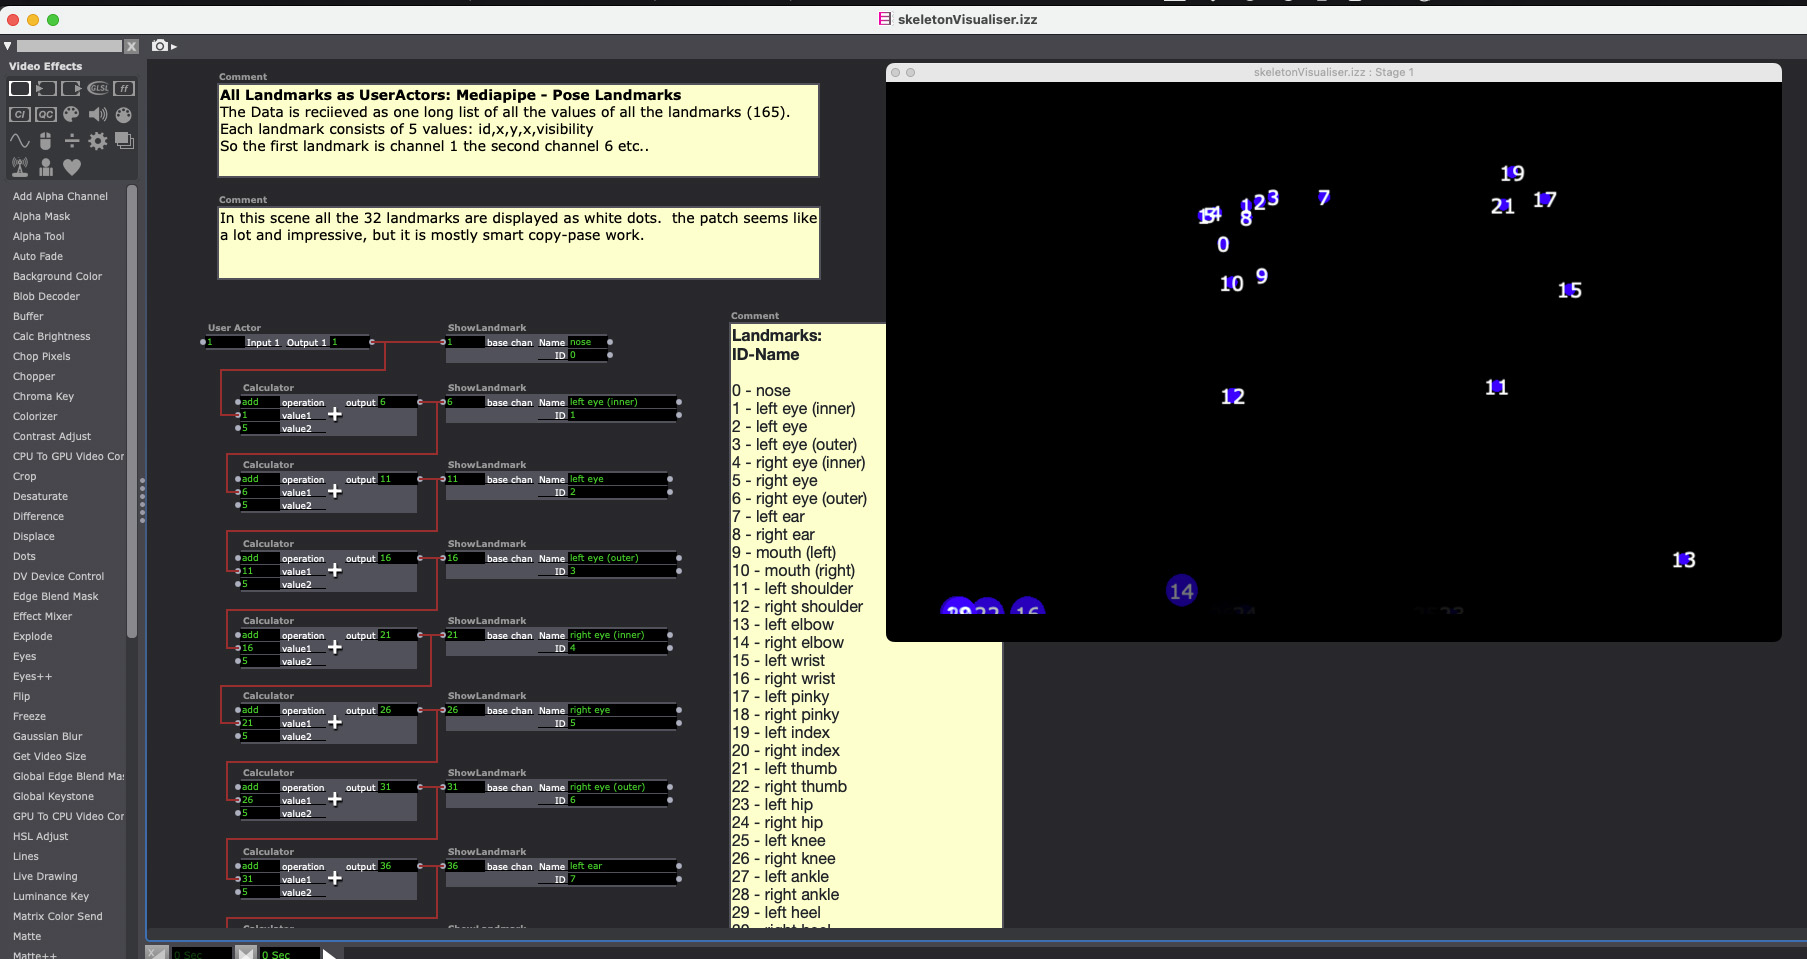 skeletonVisualiser.izz
Video Effects
GLSL
ff
CI
QC
Add Alpha Channel
Alpha Mask
Alpha Tool
Auto Fade
Background Color
Blob Decoder
Buffer
Calc Brightness
Chop Pixels
Chopper
Chroma Key
Colorizer
Contrast Adjust
CPU To GPU Video Cor
Crop
Desaturate
Difference
Displace
Dots
DV Device Control
Edge Blend Mask
Effect Mixer
Explode
Eyes
Eyes++
Flip
Freeze
Gaussian Blur
Get Video Size
Global Edge Blend Mas
Global Keystone
GPU To CPU Video Cor
HSL Adjust
Lines
Live Drawing
Luminance Key
Matrix Color Send
Matte
Matte++
Comment
All Landmarks as UserActors: Mediapipe - Pose Landmarks
The Data is reciieved as one long list of all the values of all the landmarks (165).
Each landmark consists of 5 values: id,x,y,x,visibility
So the first landmark is channel 1 the second channel 6 etc..
Comment
In this scene all the 32 landmarks are displayed as white dots.  the patch seems like
a lot and impressive, but it is mostly smart copy-pase work.
User Actor
1 Input 1 Output 1 1
ShowLandmark
1 base chan Name nose
ID 0
Calculator
add operation output 6
1 value1 +
5 value2
ShowLandmark
6 base chan Name left eye (inner)
ID 1
Calculator
add operation output 11
6 value1 +
5 value2
ShowLandmark
11 base chan Name left eye
ID 2
Calculator
add operation output 16
11 value1 +
5 value2
ShowLandmark
16 base chan Name left eye (outer)
ID 3
Calculator
add operation output 21
16 value1 +
5 value2
ShowLandmark
21 base chan Name right eye (inner)
ID 4
Calculator
add operation output 26
21 value1 +
5 value2
ShowLandmark
26 base chan Name right eye
ID 5
Calculator
add operation output 31
26 value1 +
5 value2
ShowLandmark
31 base chan Name right eye (outer)
ID 6
Calculator
add operation output 36
31 value1 +
5 value2
ShowLandmark
36 base chan Name left ear
ID 7
Comment
Landmarks:
ID-Name
0 - nose
1 - left eye (inner)
2 - left eye
3 - left eye (outer)
4 - right eye (inner)
5 - right eye
6 - right eye (outer)
7 - left ear
8 - right ear
9 - mouth (left)
10 - mouth (right)
11 - left shoulder
12 - right shoulder
13 - left elbow
14 - right elbow
15 - left wrist
16 - right wrist
17 - left pinky
18 - right pinky
19 - left index
20 - right index
21 - left thumb
22 - right thumb
23 - left hip
24 - right hip
25 - left knee
26 - right knee
27 - left ankle
28 - right ankle
29 - left heel
skeletonVisualiser.izz : Stage 1
19
17
21
1
2
3
7
8
4
0
9
10
15
11
12
13
14
22
16
24
23
0 Sec
0 Sec